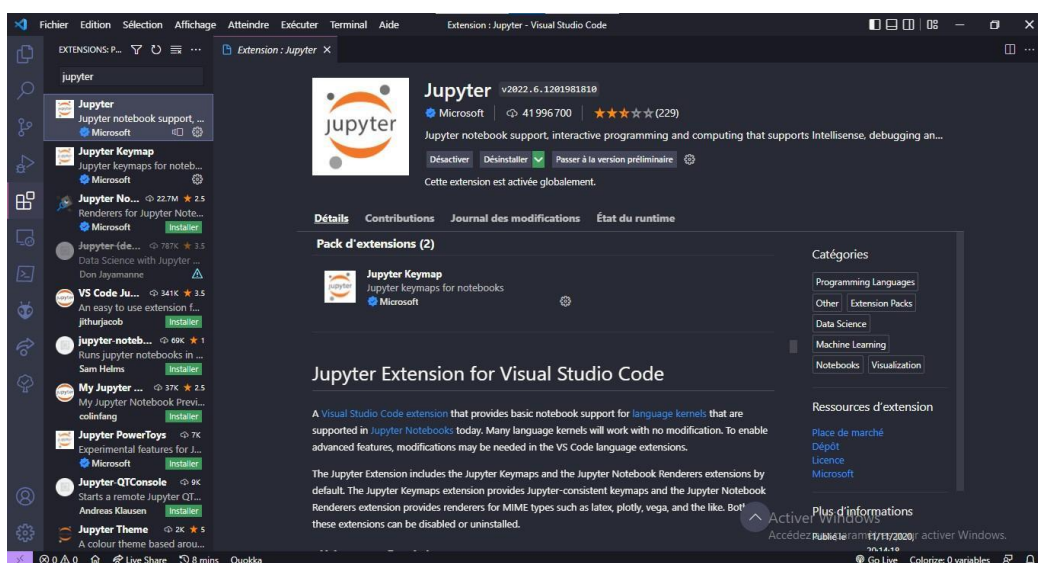 Fichier Edition Sélection Affichage Atteindre Exécuter Terminal Aide Extension : Jupyter - Visual Studio Code
EXTENSIONS: P...
jupyter
Jupyter
Jupyter notebook support, ...
Microsoft
Jupyter Keymap
Jupyter keymaps for noteb...
Microsoft
Jupyter No... 22.7M ★ 2.5
Renderers for Jupyter Note...
Microsoft Installer
Jupyter (de... 787K ★ 3.5
Data Science with Jupyter ...
Don Jayamanne
VS Code Ju... 341K ★ 3.5
An easy to use extension f...
jithurjacob Installer
jupyter-noteb... 69K ★ 1
Runs jupyter notebooks in ...
Sam Helms Installer
My Jupyter ... 37K ★ 2.5
My Jupyter Notebook Previ...
colinfang Installer
Jupyter PowerToys 7K
Experimental features for J...
Microsoft Installer
Jupyter-QTConsole 9K
Starts a remote Jupyter QT...
Andreas Klausen Installer
Jupyter Theme 2K ★ 5
A colour theme based arou...
Extension : Jupyter
jupyter
Jupyter v2022.6.1201981810
Microsoft 41 996 700 ★★★☆☆(229)
Jupyter notebook support, interactive programming and computing that supports Intellisense, debugging an...
Désactiver Désinstaller Passer à la version préliminaire
Cette extension est activée globalement.
Détails Contributions Journal des modifications État du runtime
Pack d'extensions (2)
Jupyter Keymap
Jupyter keymaps for notebooks
Microsoft
Jupyter Extension for Visual Studio Code
A Visual Studio Code extension that provides basic notebook support for language kernels that are
supported in Jupyter Notebooks today. Many language kernels will work with no modification. To enable
advanced features, modifications may be needed in the VS Code language extensions.
The Jupyter Extension includes the Jupyter Keymaps and the Jupyter Notebook Renderers extensions by
default. The Jupyter Keymaps extension provides Jupyter-consistent keymaps and the Jupyter Notebook
Renderers extension provides renderers for MIME types such as latex, plotly, vega, and the like. Both
these extensions can be disabled or uninstalled.
Catégories
Programming Languages
Other Extension Packs
Data Science
Machine Learning
Notebooks Visualization
Ressources d'extension
Place de marché
Dépôt
Licence
Microsoft
Plus d'informations
Activer Windows
Publié le 11/11/2020,
activer Windows.
0 0 Live Share 8 mins Quokka Go Live Colorize: 0 variables